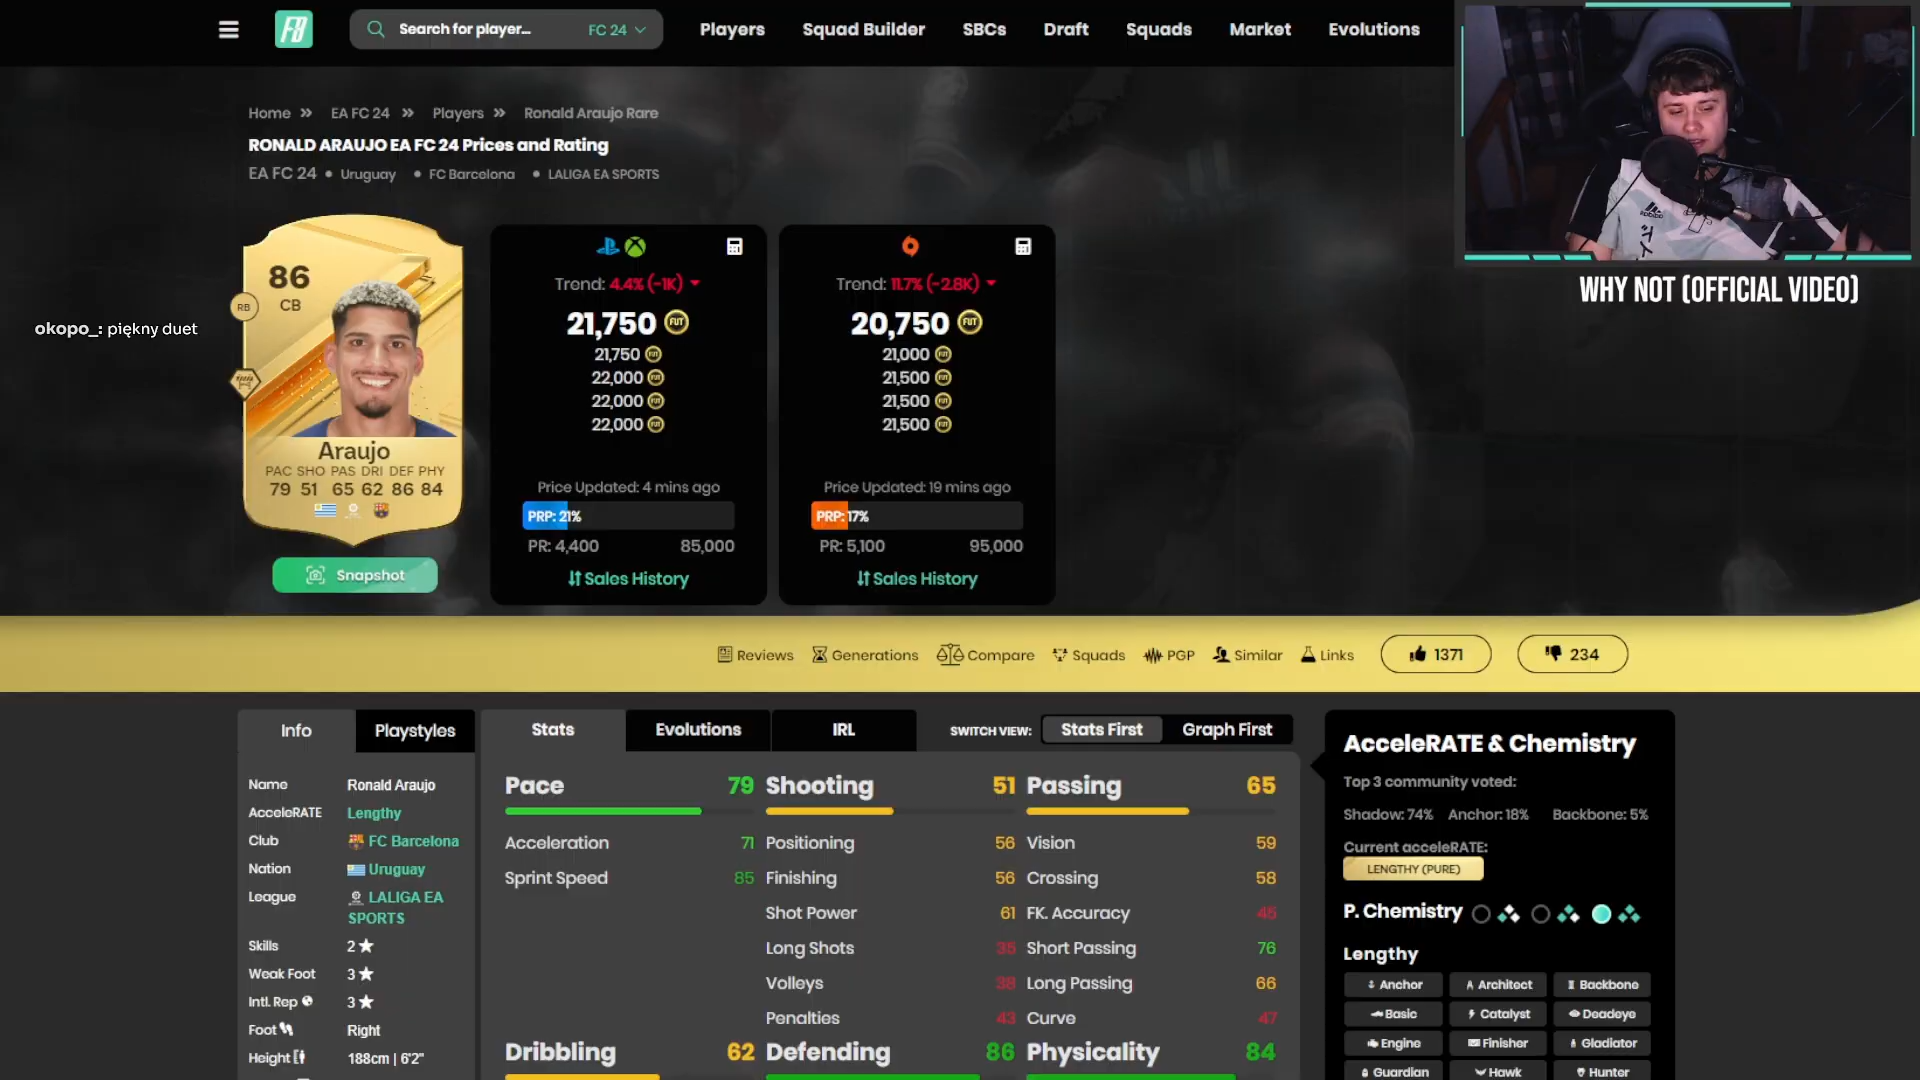 Search for player...
FC 24
Players
Squad Builder
SBCs
Draft
Squads
Market
Evolutions
Home » EA FC 24 » Players » Ronald Araujo Rare
RONALD ARAUJO EA FC 24 Prices and Rating
EA FC 24 • Uruguay • FC Barcelona • LALIGA EA SPORTS
WHY NOT (OFFICIAL VIDEO)
okopo_: piękny duet
86
CB
RB
Araujo
PAC SHO PAS DRI DEF PHY
79 51 65 62 86 84
Snapshot
Trend: 4.4% (-1K)
21,750
21,750
22,000
22,000
22,000
Price Updated: 4 mins ago
PRP: 21%
PR: 4,400 85,000
Sales History
Trend: 11.7% (-2.8K)
20,750
21,000
21,500
21,500
21,500
Price Updated: 19 mins ago
PRP: 17%
PR: 5,100 95,000
Sales History
Reviews
Generations
Compare
Squads
PGP
Similar
Links
1371
234
Info
Playstyles
Name Ronald Araujo
AcceleRATE Lengthy
Club FC Barcelona
Nation Uruguay
League LALIGA EA
SPORTS
Skills 2
Weak Foot 3
Intl. Rep 3
Foot Right
Height 188cm | 6'2"
Stats
Evolutions
IRL
SWITCH VIEW:
Stats First
Graph First
Pace 79
Acceleration 71
Sprint Speed 85
Shooting 51
Positioning 56
Finishing 56
Shot Power 61
Long Shots 35
Volleys 38
Penalties 43
Passing 65
Vision 59
Crossing 58
FK. Accuracy 45
Short Passing 76
Long Passing 66
Curve 47
Dribbling 62
Defending 86
Physicality 84
AcceleRATE & Chemistry
Top 3 community voted:
Shadow: 74% Anchor: 18% Backbone: 5%
Current acceleRATE:
LENGTHY (PURE)
P. Chemistry
Lengthy
Anchor Architect Backbone
Basic Catalyst Deadeye
Engine Finisher Gladiator
Guardian Hawk Hunter